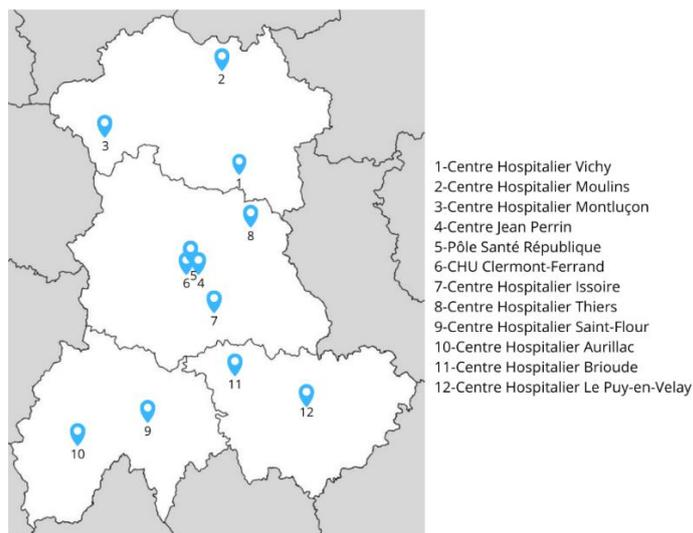 2
3
1
8
5
6 4
7
11
12
9
10
1-Centre Hospitalier Vichy
2-Centre Hospitalier Moulins
3-Centre Hospitalier Montluçon
4-Centre Jean Perrin
5-Pôle Santé République
6-CHU Clermont-Ferrand
7-Centre Hospitalier Issoire
8-Centre Hospitalier Thiers
9-Centre Hospitalier Saint-Flour
10-Centre Hospitalier Aurillac
11-Centre Hospitalier Brioude
12-Centre Hospitalier Le Puy-en-Velay